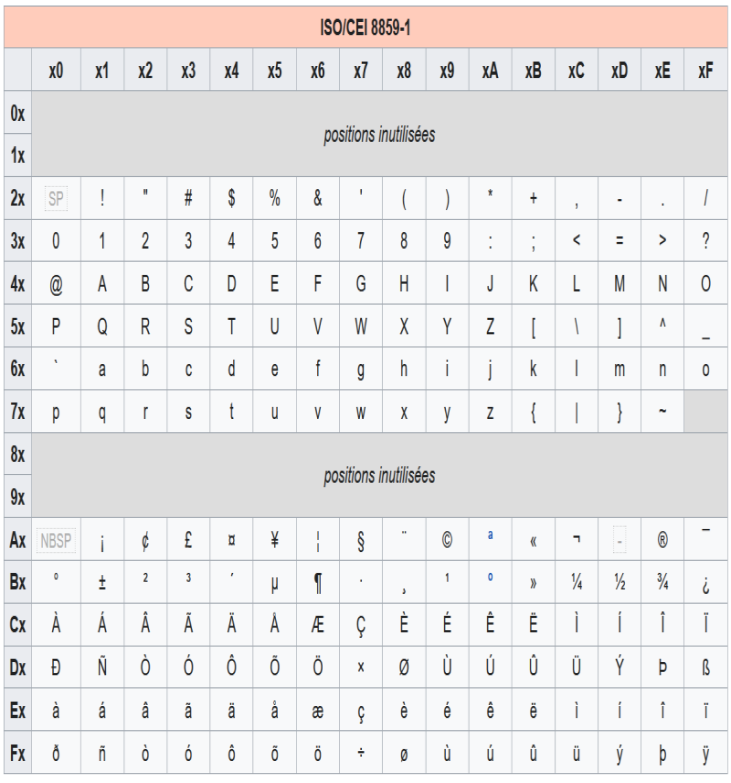 ISO/CEI 8859-1
x0 x1 x2 x3 x4 x5 x6 x7 x8 x9 xA xB xC xD xE xF
0x
positions inutilisées
1x
2x SP ! " # $ % & ' ( ) * + , - . /
3x 0 1 2 3 4 5 6 7 8 9 : ; < = > ?
4x @ A B C D E F G H I J K L M N O
5x P Q R S T U V W X Y Z [ \ ] ^ _
6x ` a b c d e f g h i j k l m n o
7x p q r s t u v w x y z { | } ~
8x
positions inutilisées
9x
Ax NBSP ¡ ¢ £ ¤ ¥ ¦ § ¨ © ª « ¬ - ® ¯
Bx ° ± ² ³ ´ µ ¶ · ¸ ¹ º » ¼ ½ ¾ ¿
Cx À Á Â Ã Ä Å Æ Ç È É Ê Ë Ì Í Î Ï
Dx Ð Ñ Ò Ó Ô Õ Ö × Ø Ù Ú Û Ü Ý Þ ß
Ex à á â ã ä å æ ç è é ê ë ì í î ï
Fx ð ñ ò ó ô õ ö ÷ ø ù ú û ü ý þ ÿ